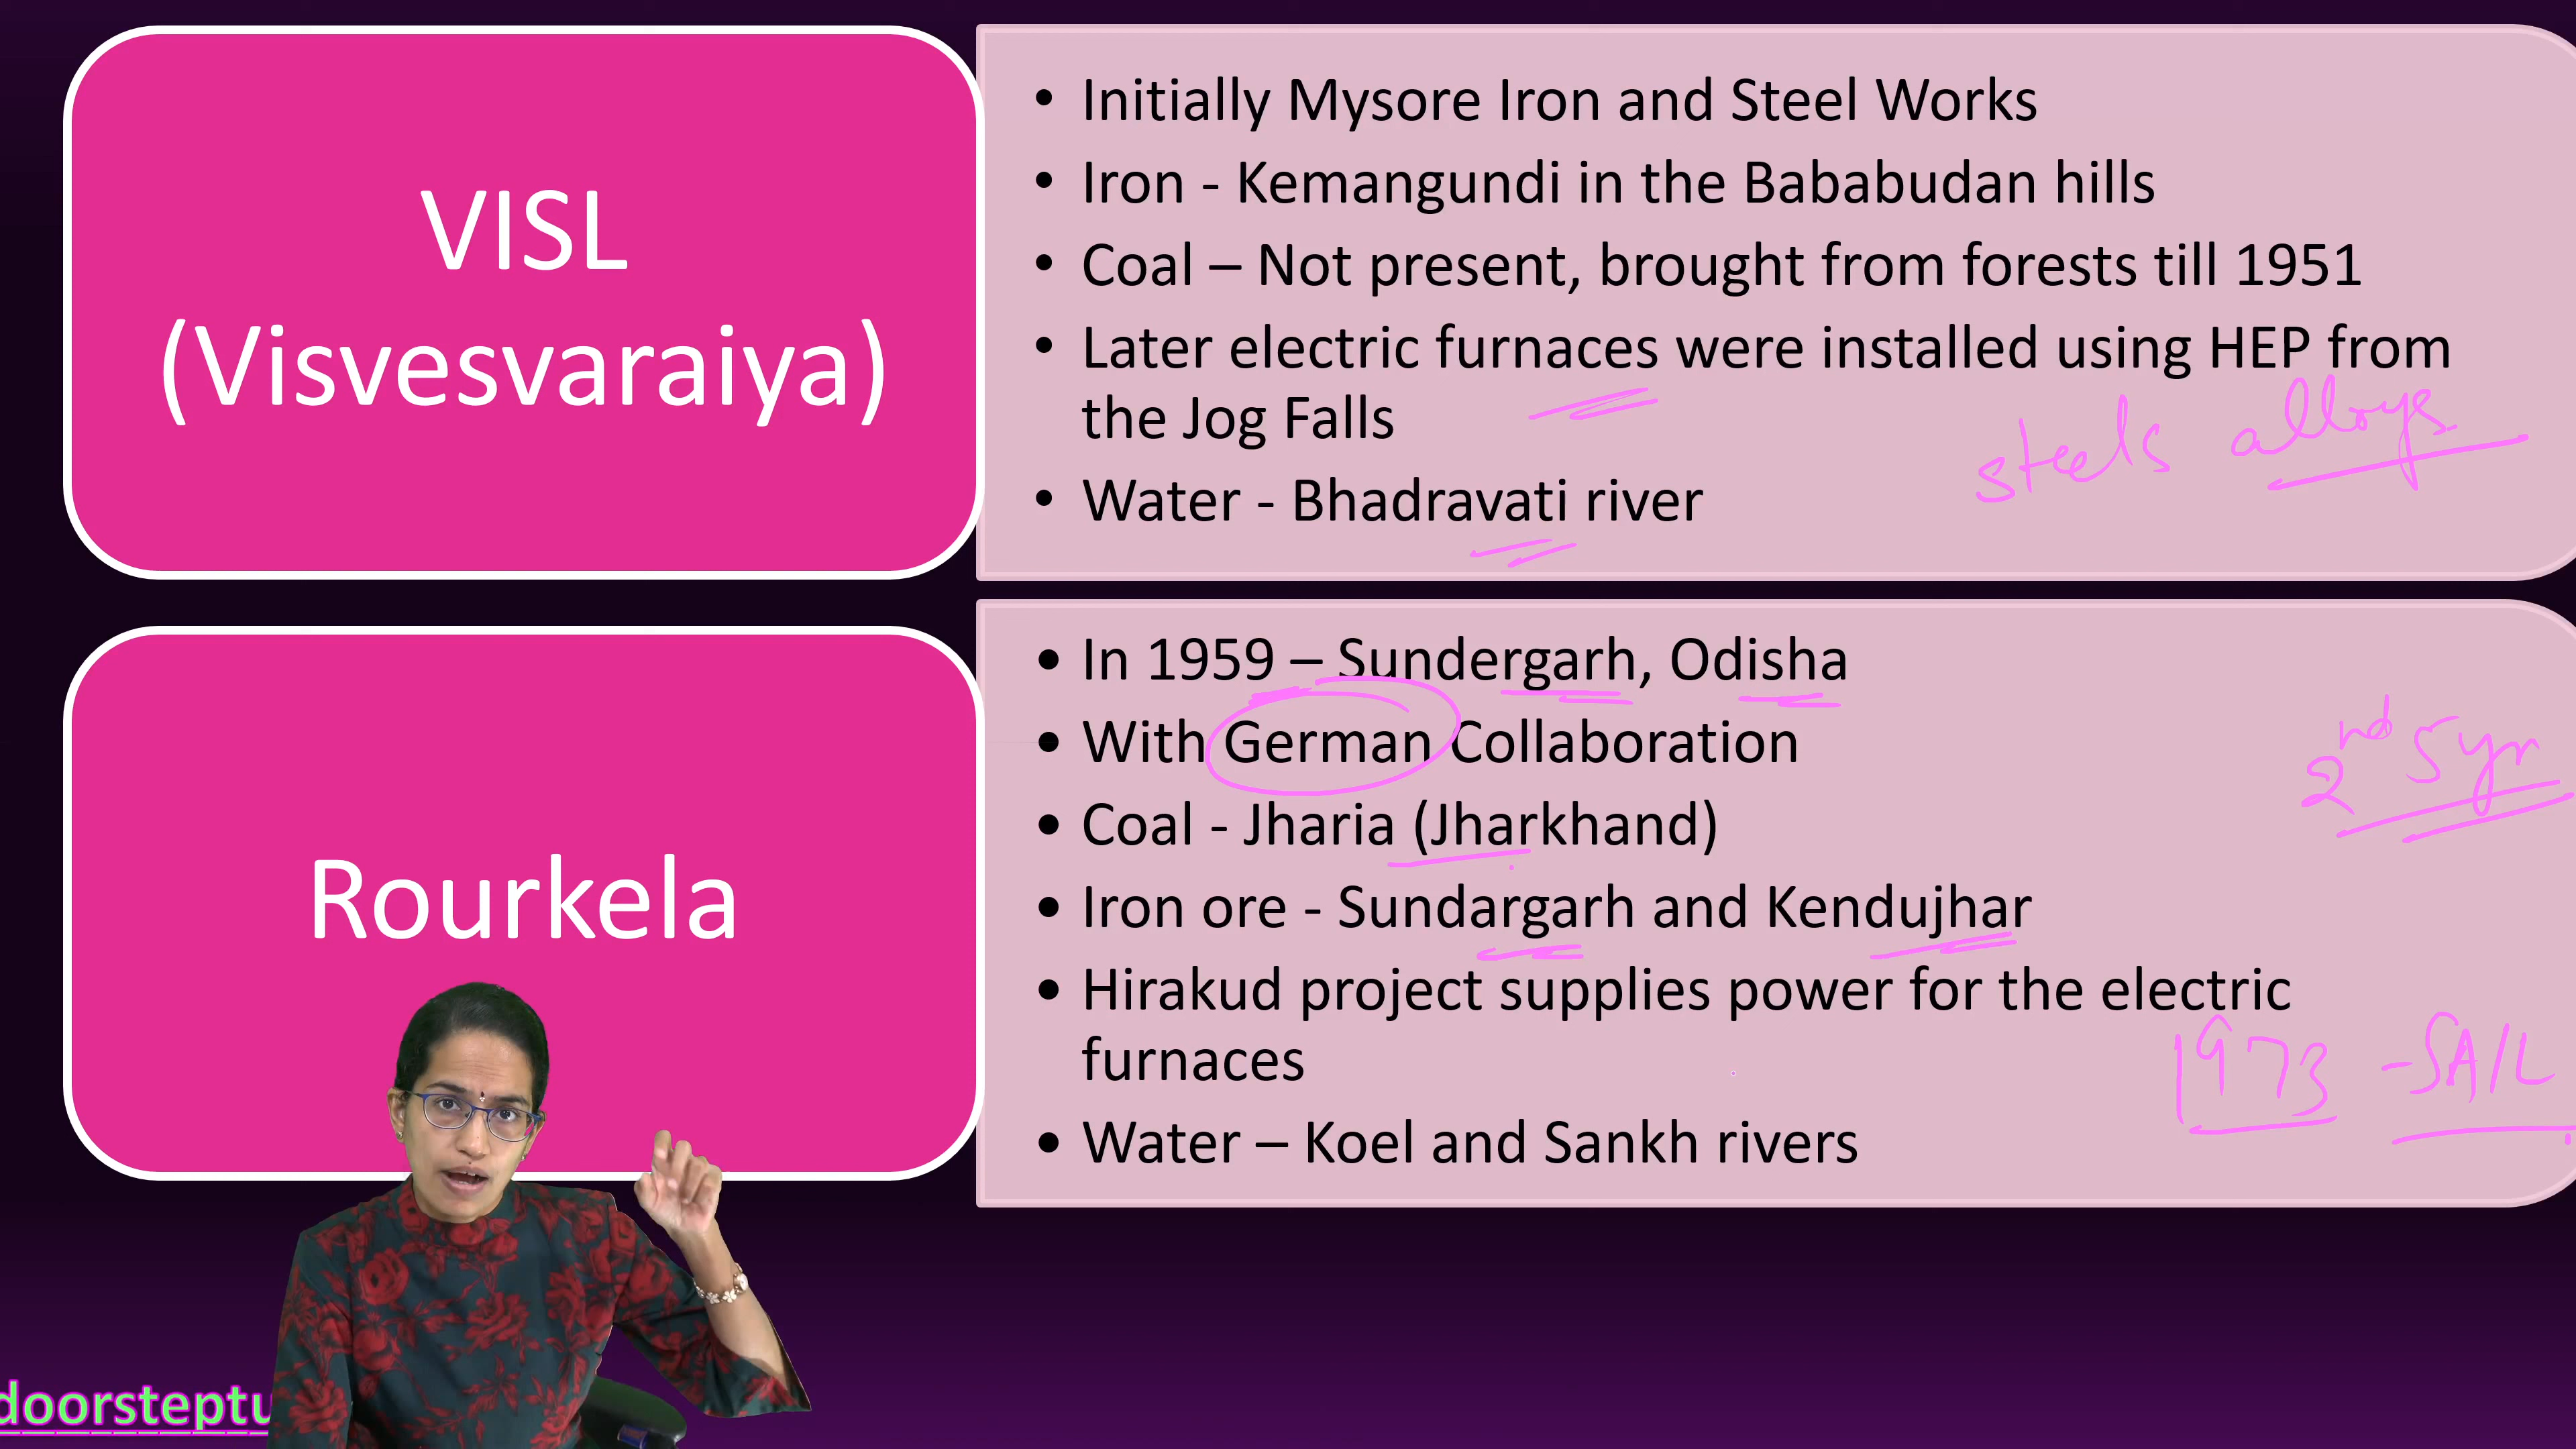 VISL
(Visvesvaraiya)
• Initially Mysore Iron and Steel Works
• Iron - Kemangundi in the Bababudan hills
• Coal – Not present, brought from forests till 1951
• Later electric furnaces were installed using HEP from
the Jog Falls
steels alloys
• Water - Bhadravati river
Rourkela
• In 1959 – Sundergarh, Odisha
• With German Collaboration
2nd 5yr
• Coal - Jharia (Jharkhand)
• Iron ore - Sundargarh and Kendujhar
• Hirakud project supplies power for the electric
furnaces
1973 - SAIL
• Water – Koel and Sankh rivers
doorsteptu